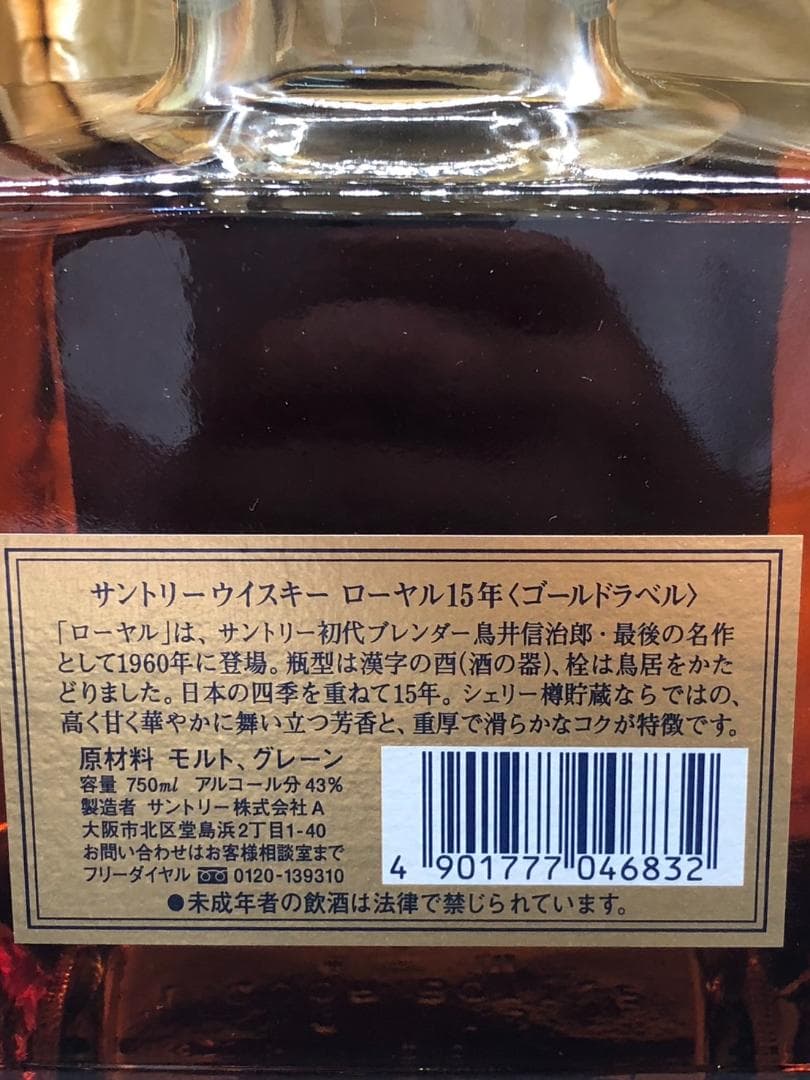 サントリーウイスキー ローヤル15年〈ゴールドラベル〉
「ローヤル」は、サントリー初代ブレンダー鳥井信治郎・最後の名作
として1960年に登場。瓶型は漢字の酉(酒の器)、栓は鳥居をかた
どりました。日本の四季を重ねて15年。シェリー樽貯蔵ならではの、
高く甘く華やかに舞い立つ芳香と、重厚で滑らかなコクが特徴です。
原材料 モルト、グレーン
容量 750ml アルコール分43%
製造者 サントリー株式会社A
大阪市北区堂島浜2丁目1-40
お問い合わせはお客様相談室まで
フリーダイヤル 0120-139310
4 901777 046832
●未成年者の飲酒は法律で禁じられています。